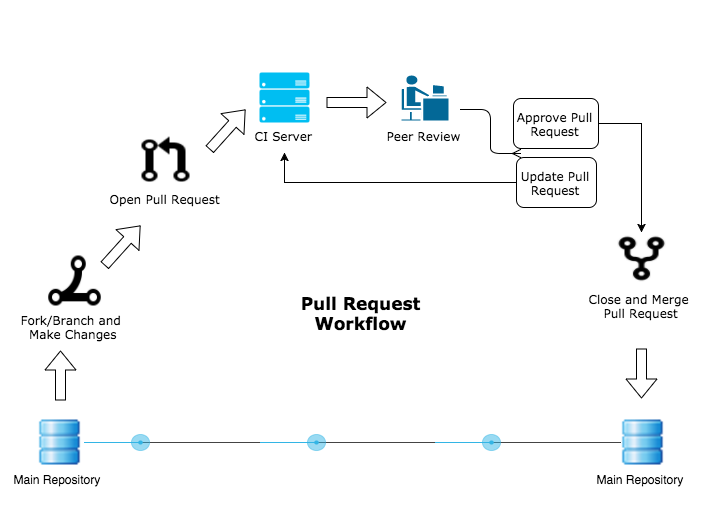 CI Server
Peer Review
Approve Pull
Request
Update Pull
Request
Open Pull Request
Fork/Branch and
Make Changes
Pull Request
Workflow
Close and Merge
Pull Request
Main Repository
Main Repository